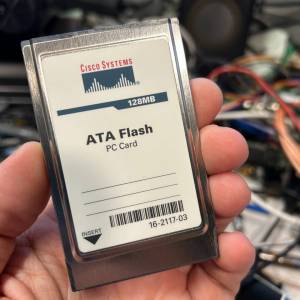 CISCO SYSTEMS
128MB
ATA Flash
PC Card
INSERT
16-2117-03